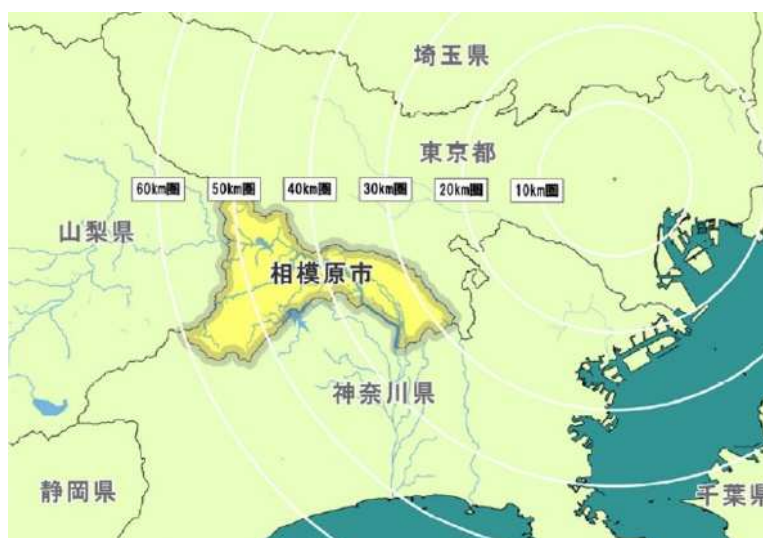 埼玉県
東京都
60km圏
50km圏
40km圏
30km圏
20km圏
10km圏
山梨県
相模原市
神奈川県
静岡県
千葉県